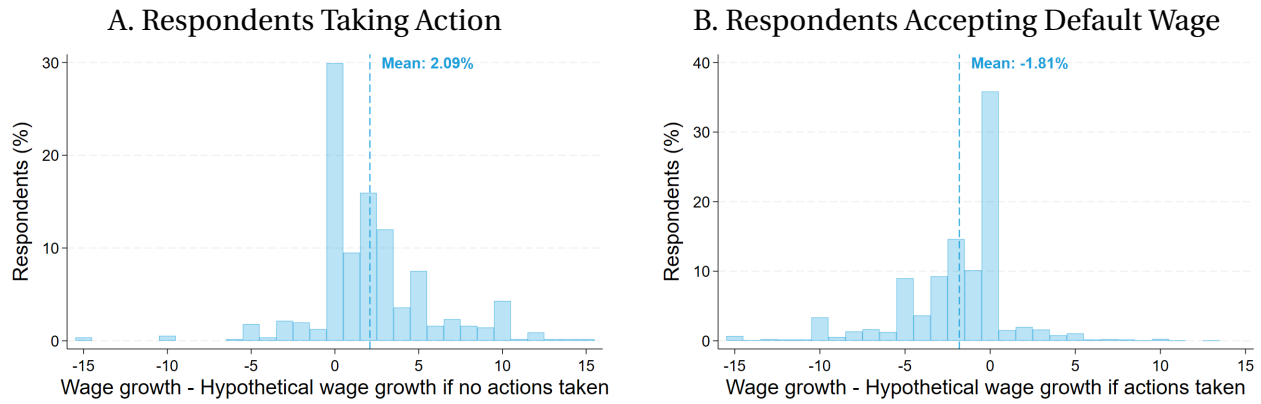 A. Respondents Taking Action
Mean: 2.09%
Respondents (%)
30
20
10
0
-15 -10 -5 0 5 10 15
Wage growth - Hypothetical wage growth if no actions taken
B. Respondents Accepting Default Wage
Mean: -1.81%
Respondents (%)
40
30
20
10
0
-15 -10 -5 0 5 10 15
Wage growth - Hypothetical wage growth if actions taken